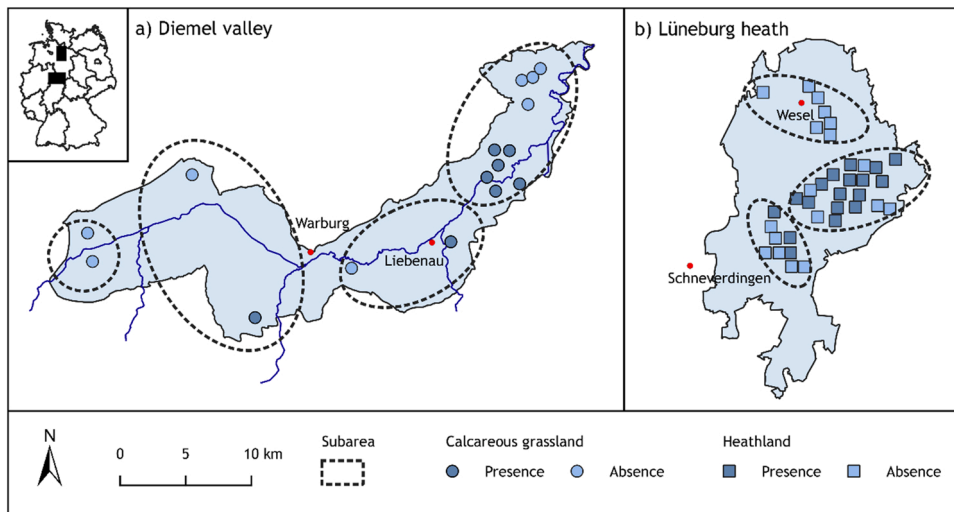 a) Diemel valley
Warburg
Liebenau
b) Lüneburg heath
Wesel
Schneverdingen
N
0 5 10 km
Subarea
Calcareous grassland
Presence Absence
Heathland
Presence Absence